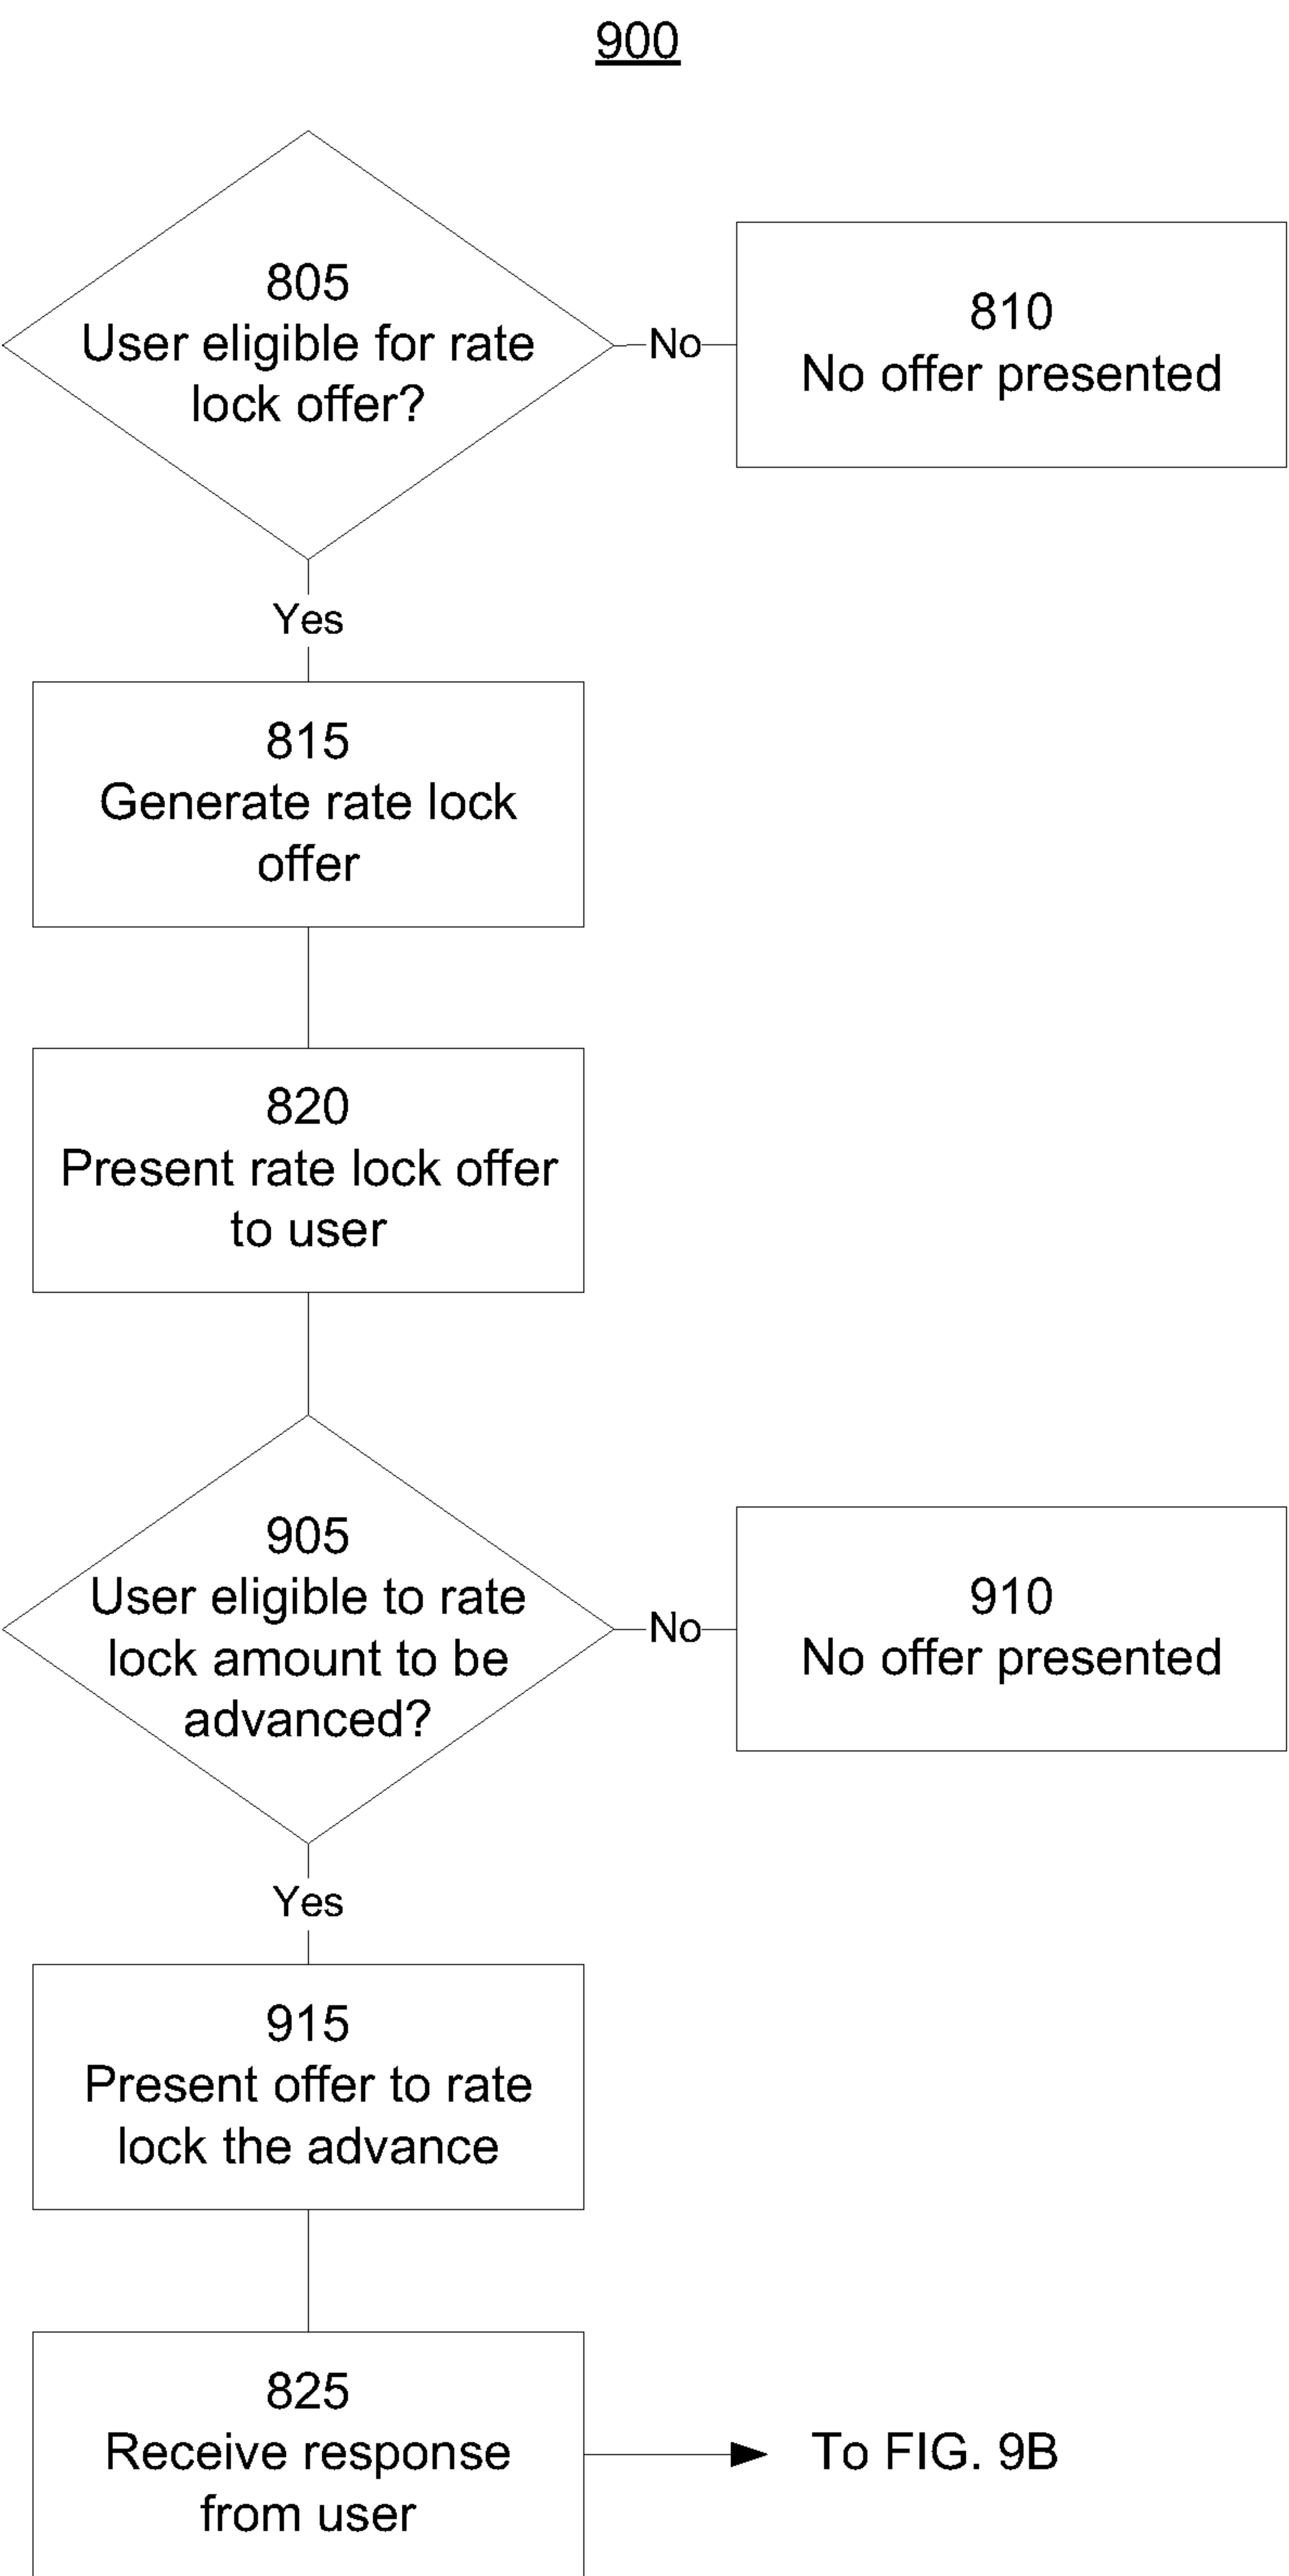 900
805
User eligible for rate
lock offer?
No
810
No offer presented
Yes
815
Generate rate lock
offer
820
Present rate lock offer
to user
905
User eligible to rate
lock amount to be
advanced?
No
910
No offer presented
Yes
915
Present offer to rate
lock the advance
825
Receive response
from user
To FIG. 9B